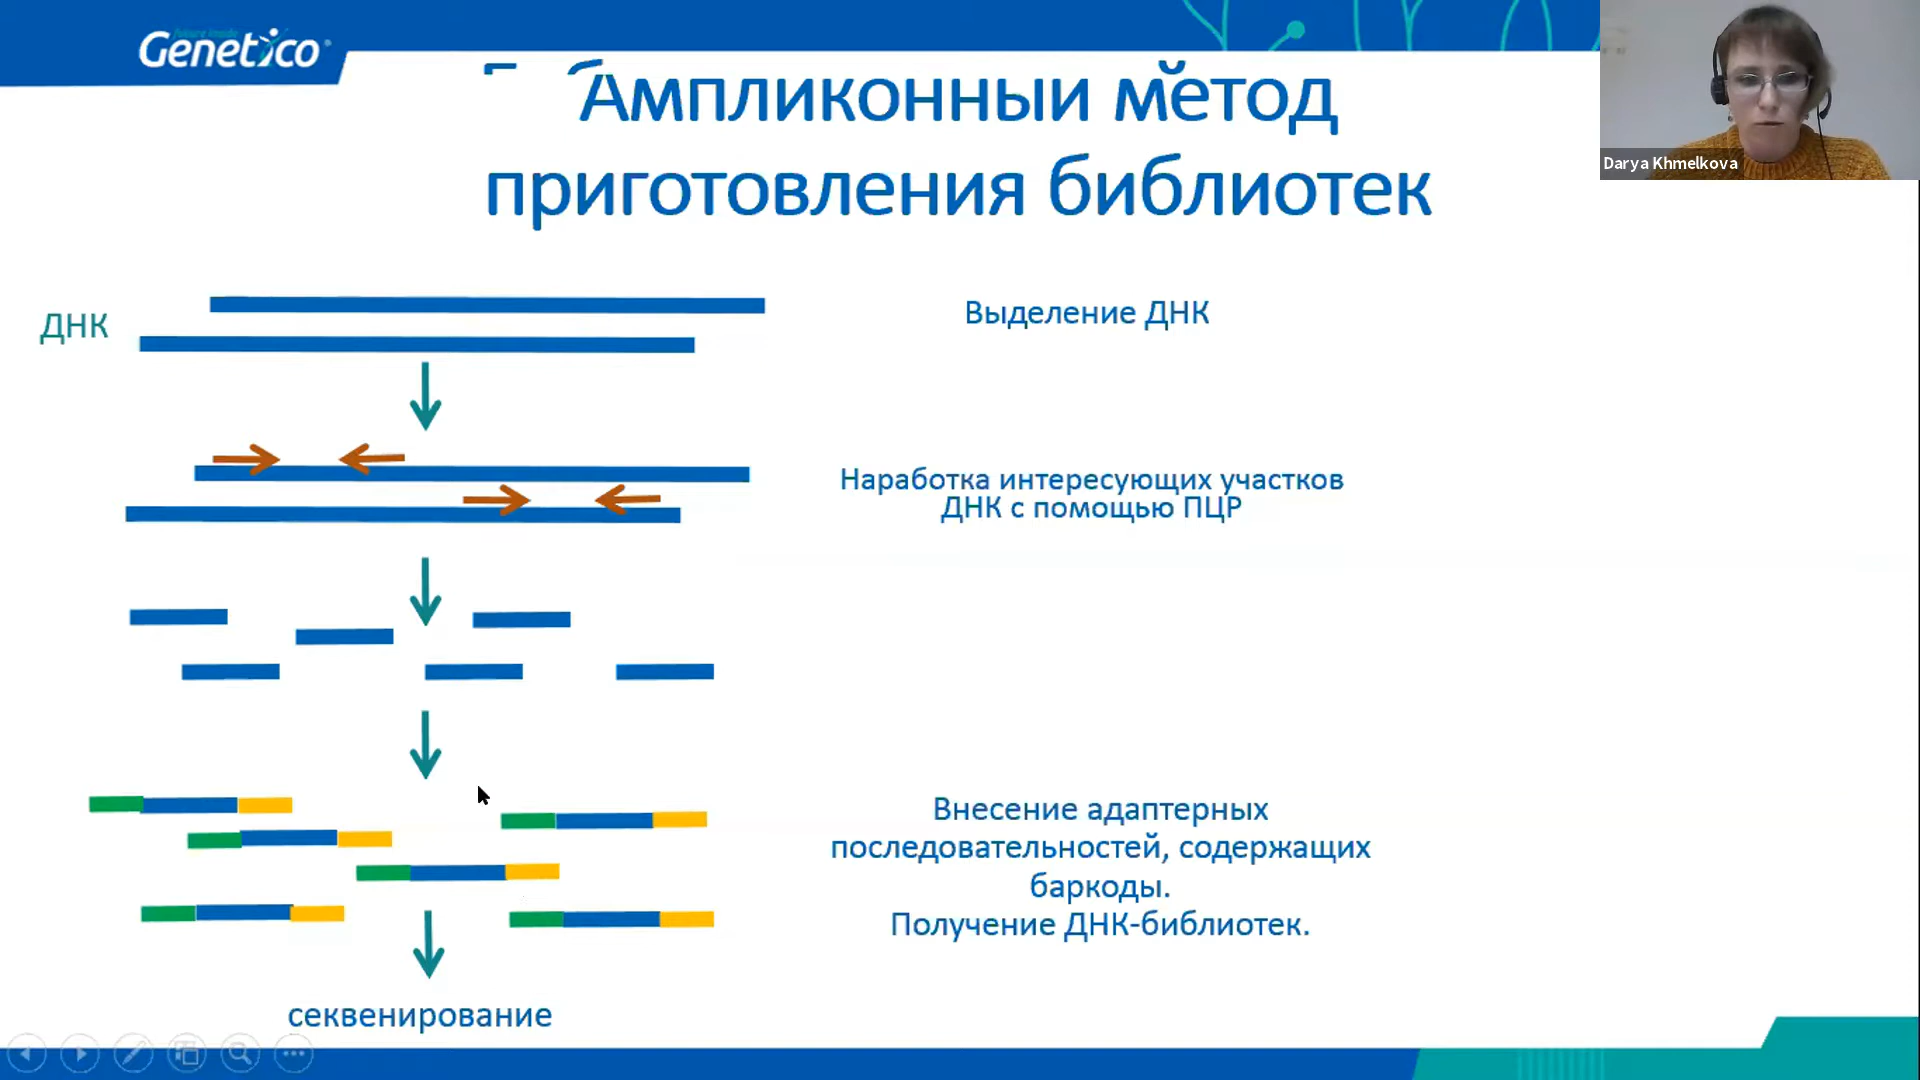 Genetico
Ампликонный метод
приготовления библиотек
Darya Khmelkova
ДНК
Выделение ДНК
Наработка интересующих участков
ДНК с помощью ПЦР
Внесение адаптерных
последовательностей, содержащих
баркоды.
Получение ДНК-библиотек.
секвенирование